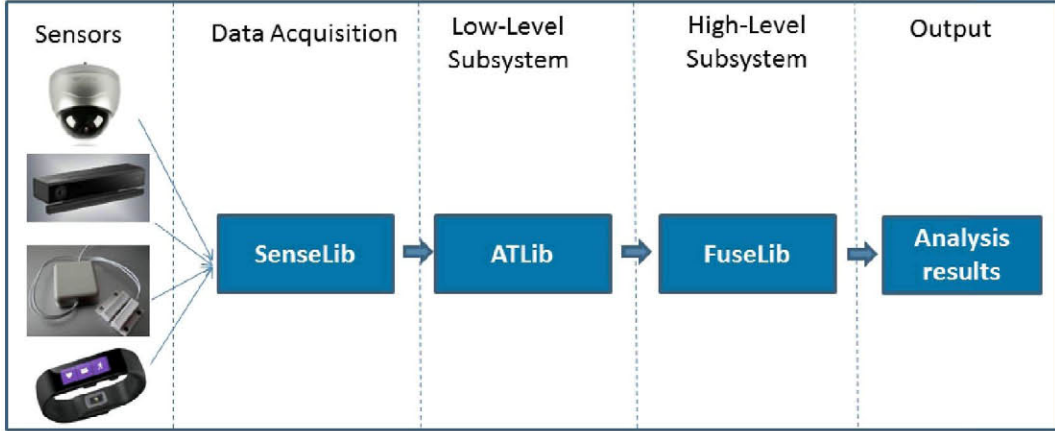 Sensors
Data Acquisition
Low-Level
Subsystem
High-Level
Subsystem
Output
SenseLib
ATLib
FuseLib
Analysis
results